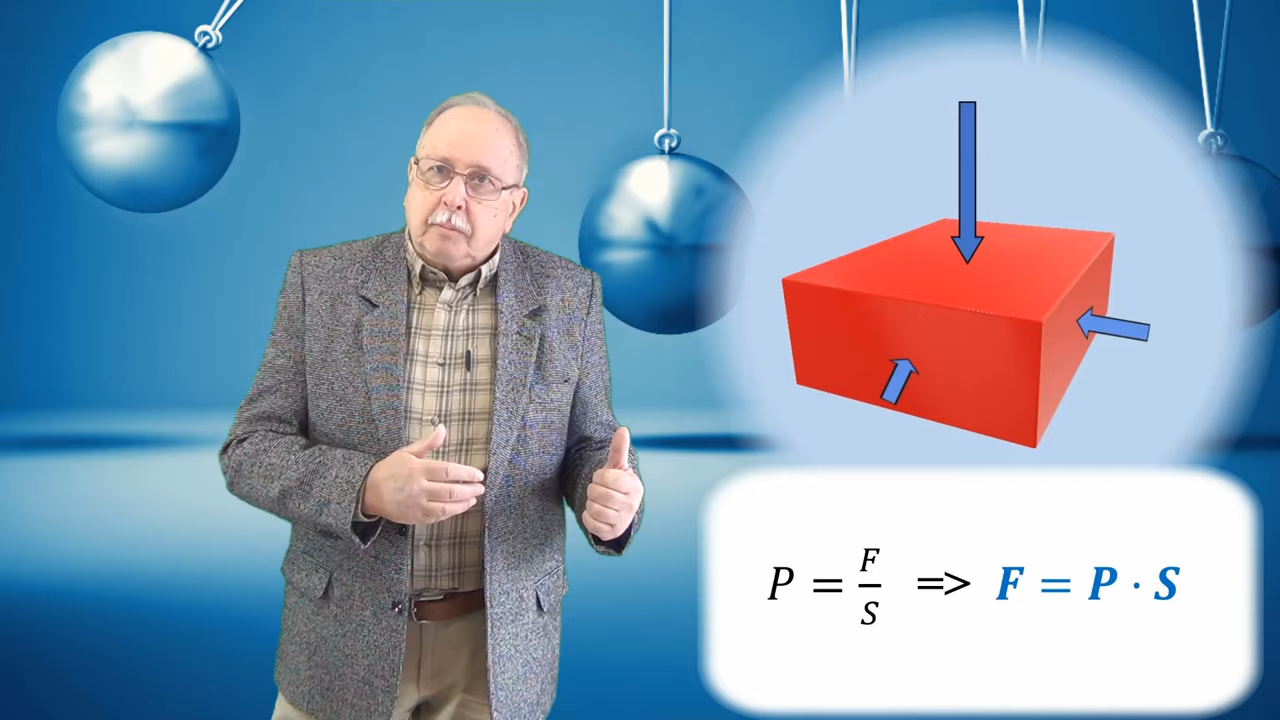 P = F/S => F = P · S